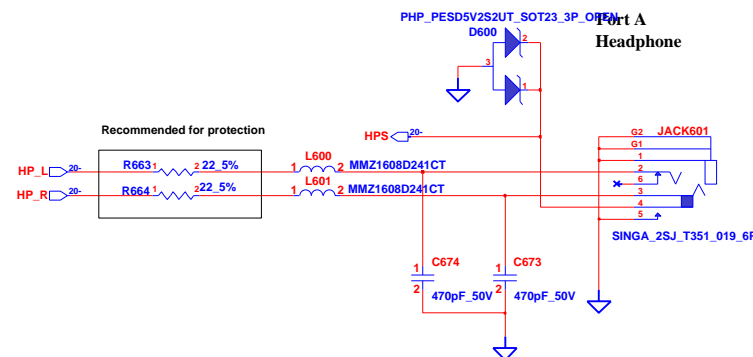 PHP_PESD5V2S2UT_SOT23_3P_OPEN
Port A
D600
Headphone
2
3
1
Recommended for protection
HPS
20-
G2
JACK601
G1
1
HP_L
20-
R663
1
2
22_5%
1
L600
2
MMZ1608D241CT
2
6
HP_R
20-
R664
1
2
22_5%
1
L601
2
MMZ1608D241CT
3
4
5
SINGA_2SJ_T351_019_6P
1
C674
2
470pF_50V
1
C673
2
470pF_50V